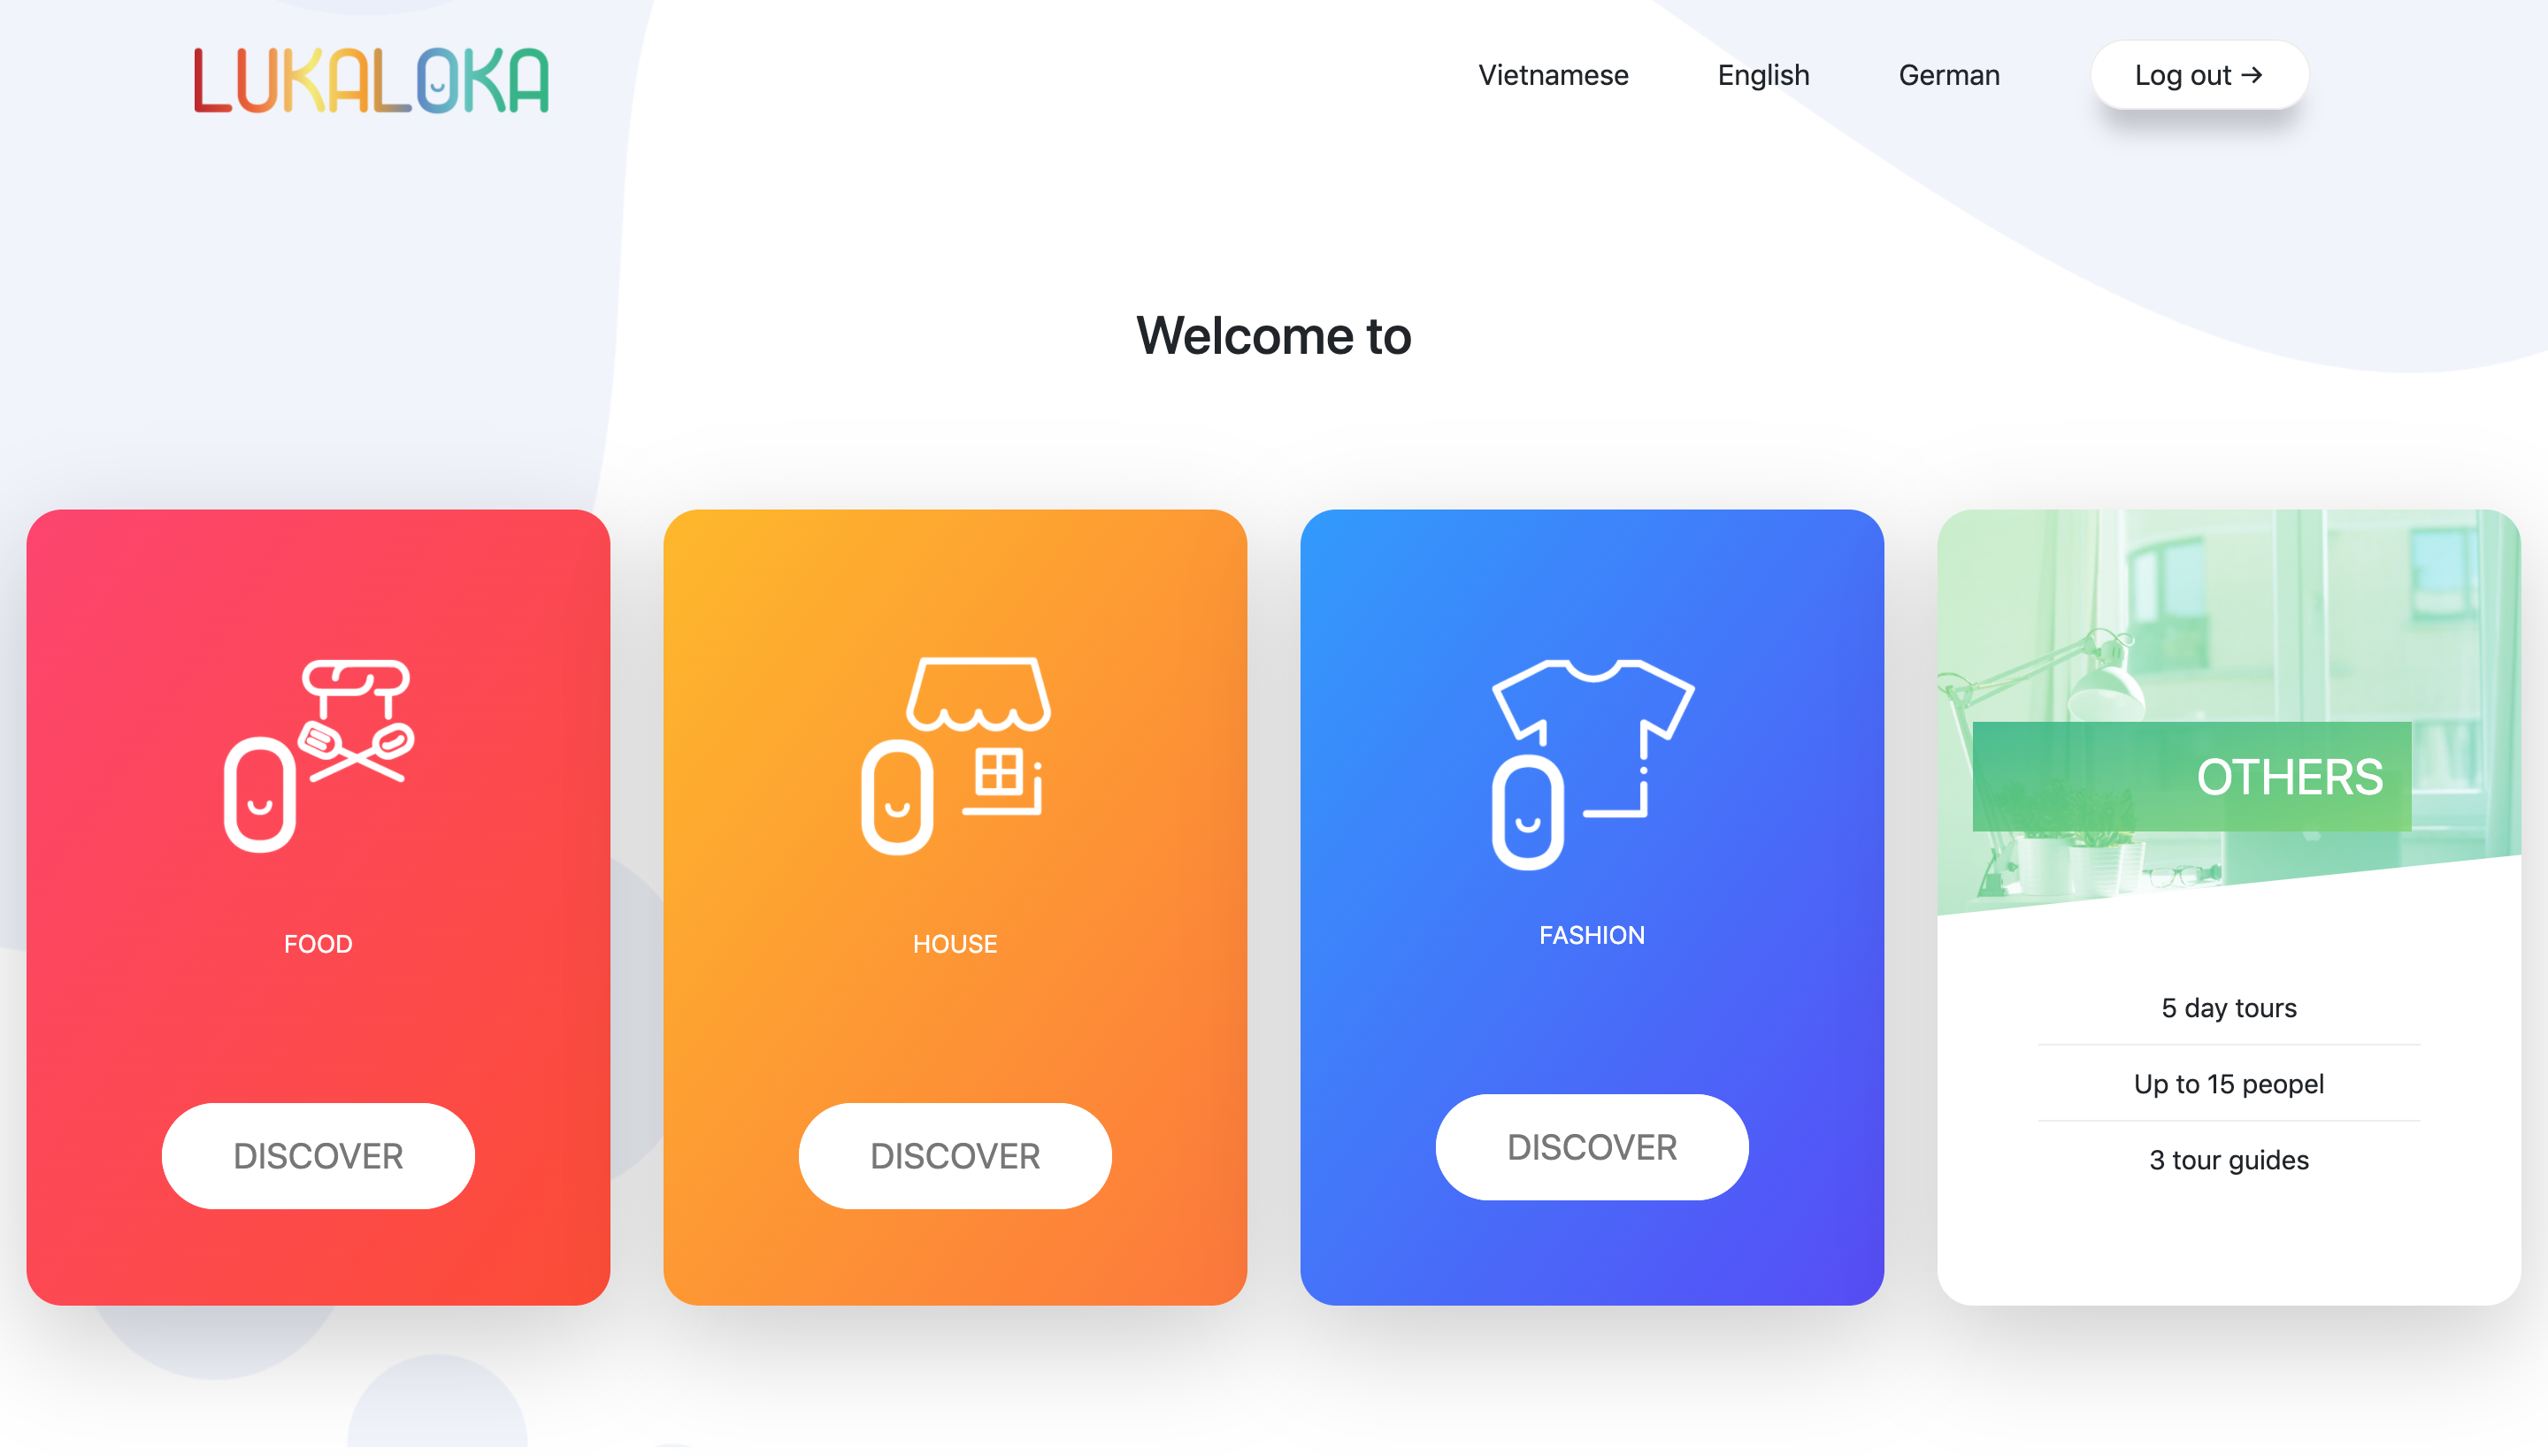 LUKALOKA
Vietnamese English German Log out →
Welcome to
FOOD
DISCOVER
HOUSE
DISCOVER
FASHION
DISCOVER
OTHERS
5 day tours
Up to 15 peopel
3 tour guides